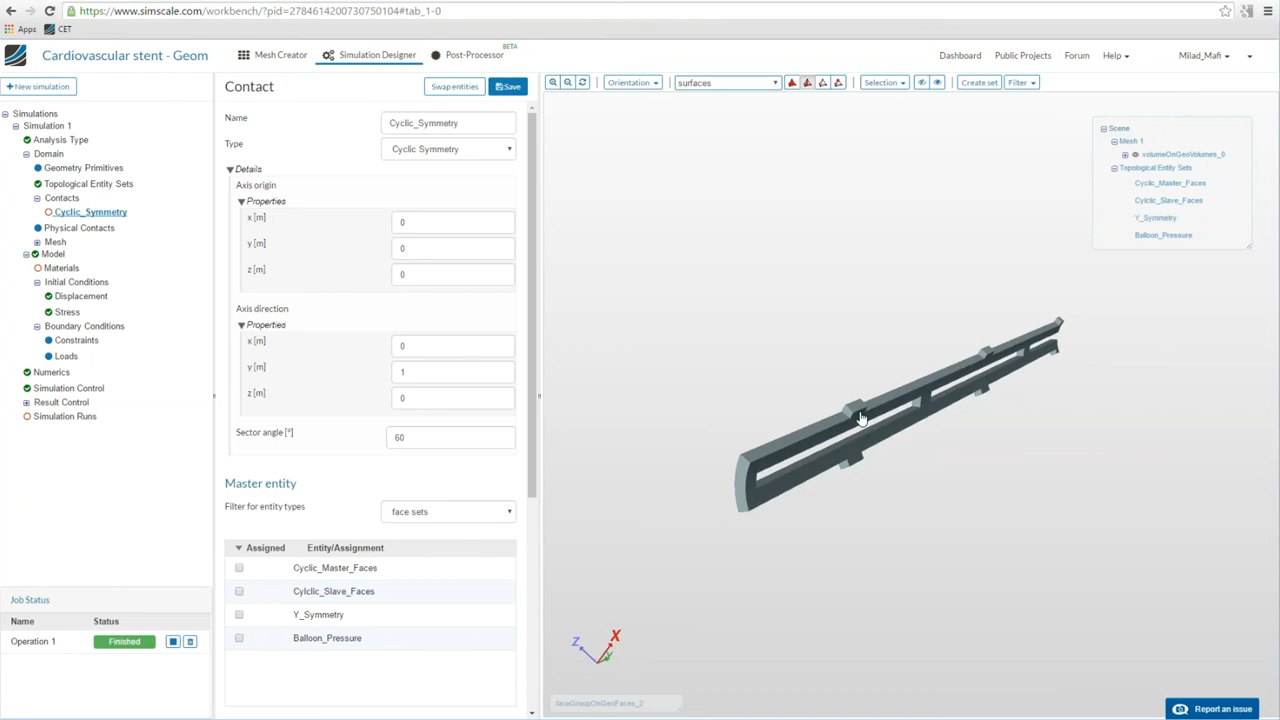 https://www.simscale.com/workbench/?pid=2784614200730750104#tab_1-0
Apps CET
Cardiovascular stent - Geom Mesh Creator Simulation Designer Post-Processor BETA Dashboard Public Projects Forum Help Milad_Mafi
+ New simulation
Simulations
Simulation 1
Analysis Type
Domain
Geometry Primitives
Topological Entity Sets
Contacts
Cyclic_Symmetry
Physical Contacts
Mesh
Model
Materials
Initial Conditions
Displacement
Stress
Boundary Conditions
Constraints
Loads
Numerics
Simulation Control
Result Control
Simulation Runs
Job Status
Name Status
Operation 1 Finished
Contact Swap entities Save
Name Cyclic_Symmetry
Type Cyclic Symmetry
Details
Axis origin
Properties
x [m] 0
y [m] 0
z [m] 0
Axis direction
Properties
x [m] 0
y [m] 1
z [m] 0
Sector angle [°] 60
Master entity
Filter for entity types face sets
Assigned Entity/Assignment
Cyclic_Master_Faces
Cylclic_Slave_Faces
Y_Symmetry
Balloon_Pressure
Orientation surfaces Selection Create set Filter
Scene
Mesh 1
volumeOnGeoVolumes_0
Topological Entity Sets
Cyclic_Master_Faces
Cylclic_Slave_Faces
Y_Symmetry
Balloon_Pressure
Z X Y
faceGroupOnGeoFaces_2
Report an issue